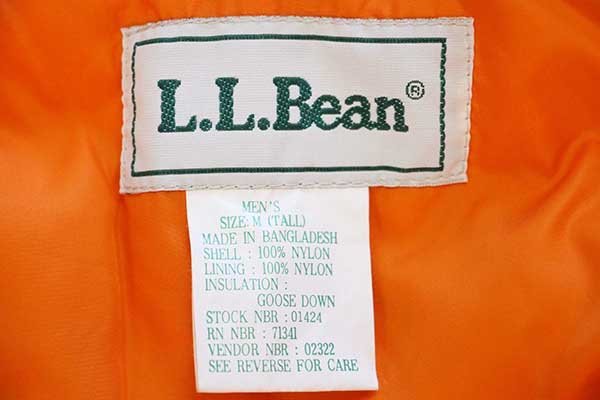 L.L.Bean®
MEN'S
SIZE: M (TALL)
MADE IN BANGLADESH
SHELL : 100% NYLON
LINING : 100% NYLON
INSULATION :
GOOSE DOWN
STOCK NBR : 01424
RN NBR : 71341
VENDOR NBR : 02322
SEE REVERSE FOR CARE